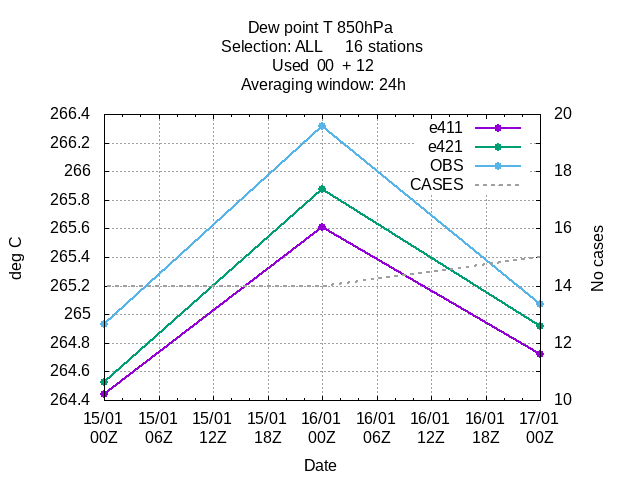 Dew point T 850hPa
Selection: ALL     16 stations
Used  00  + 12
Averaging window: 24h
266.4
266.2
266
265.8
265.6
265.4
265.2
265
264.8
264.6
264.4
deg C
20
18
16
14
12
10
No cases
e411
e421
OBS
CASES
15/01 15/01 15/01 15/01 16/01 16/01 16/01 16/01 17/01
00Z 06Z 12Z 18Z 00Z 06Z 12Z 18Z 00Z
Date